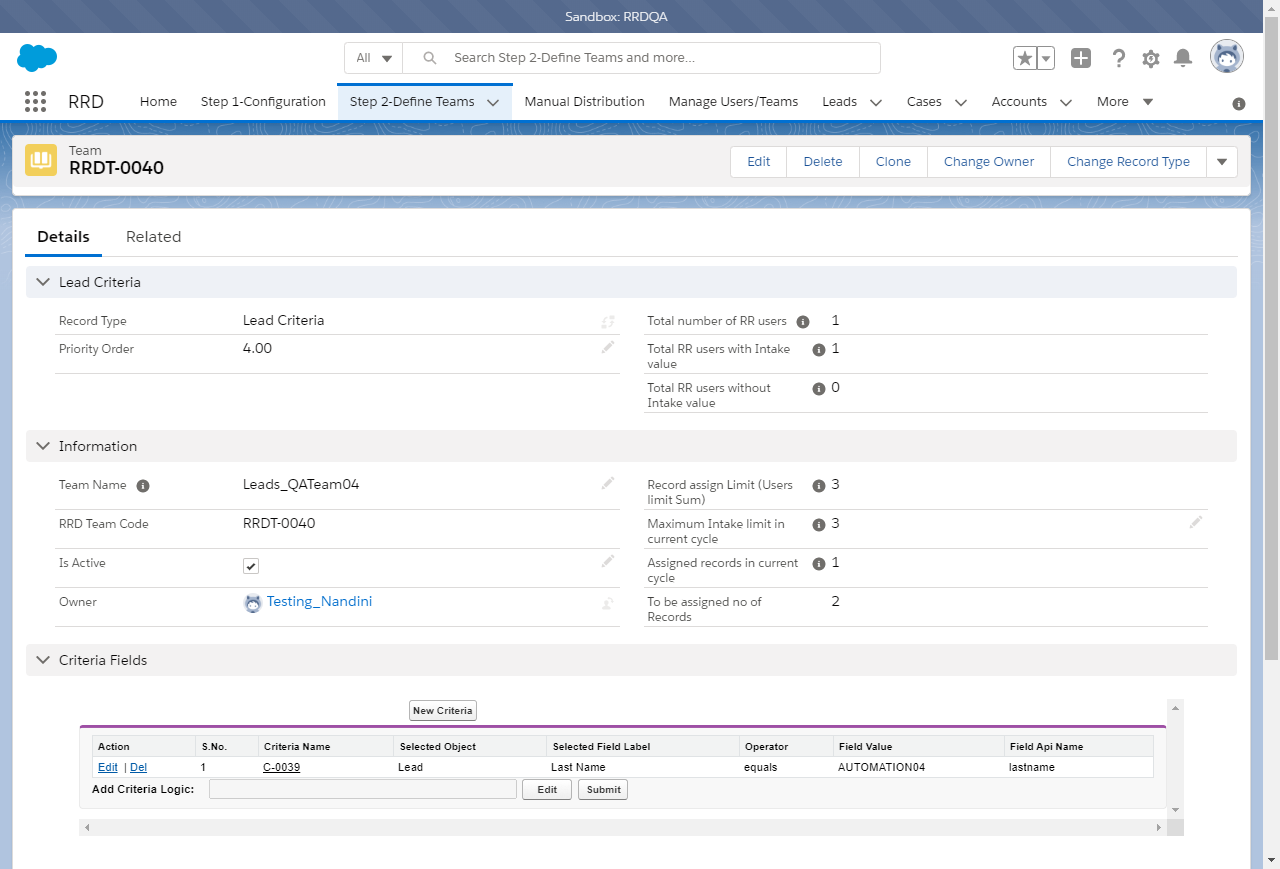 Sandbox: RRDQA
All Search Step 2-Define Teams and more...
RRD Home Step 1-Configuration Step 2-Define Teams Manual Distribution Manage Users/Teams Leads Cases Accounts More
Team
RRDT-0040
Edit Delete Clone Change Owner Change Record Type
Details Related
Lead Criteria
Record Type Lead Criteria
Total number of RR users 1
Priority Order 4.00
Total RR users with Intake
value 1
Total RR users without
Intake value 0
Information
Team Name Leads_QATeam04
Record assign Limit (Users
limit Sum) 3
RRD Team Code RRDT-0040
Maximum Intake limit in
current cycle 3
Is Active
Assigned records in current
cycle 1
Owner Testing_Nandini
To be assigned no of
Records 2
Criteria Fields
New Criteria
Action S.No. Criteria Name Selected Object Selected Field Label Operator Field Value Field Api Name
Edit | Del 1 C-0039 Lead Last Name equals AUTOMATION04 lastname
Add Criteria Logic: Edit Submit